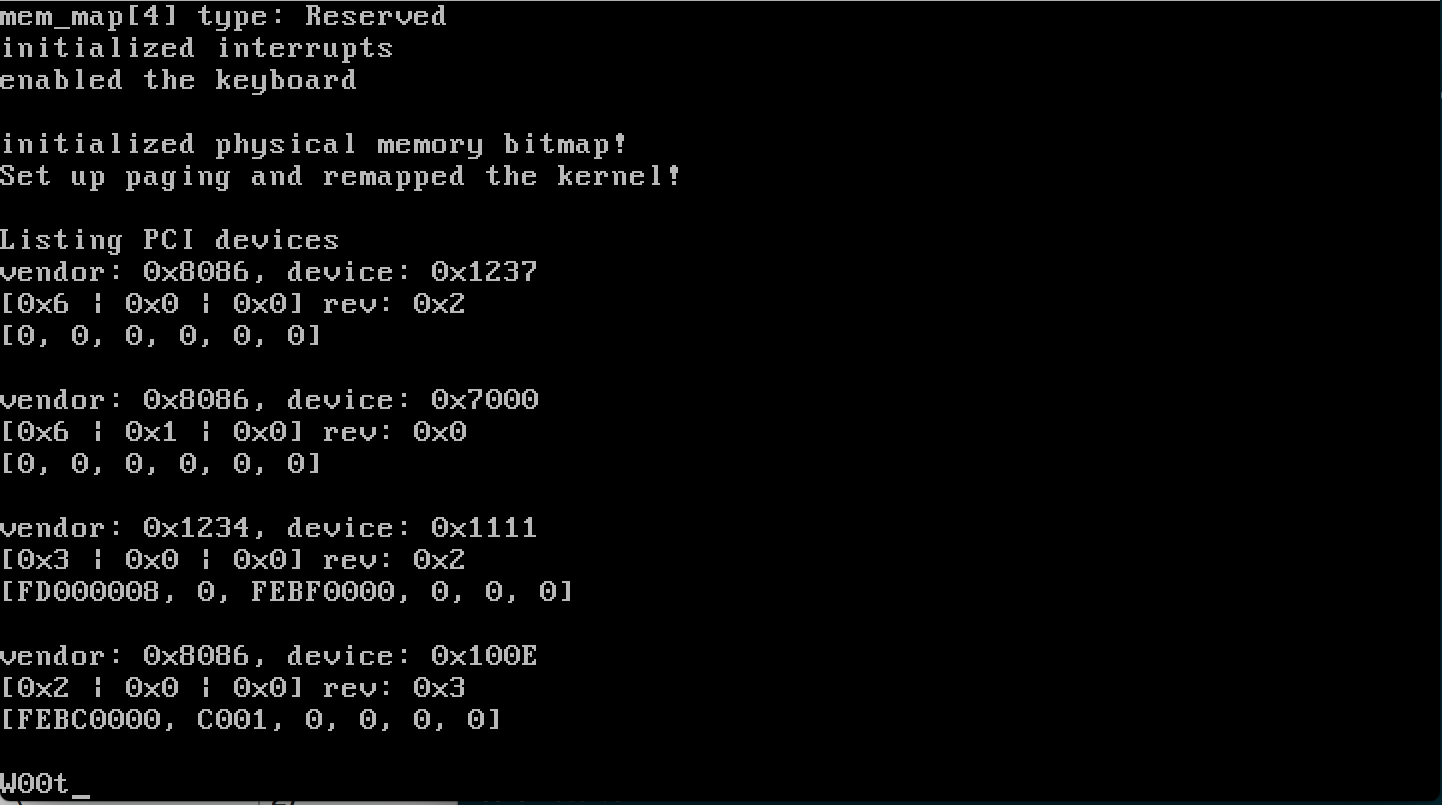 mem_map[4] type: Reserved
initialized interrupts
enabled the keyboard
initialized physical memory bitmap!
Set up paging and remapped the kernel!
Listing PCI devices
vendor: 0x8086, device: 0x1237
[0x6 | 0x0 | 0x0] rev: 0x2
[0, 0, 0, 0, 0, 0]
vendor: 0x8086, device: 0x7000
[0x6 | 0x1 | 0x0] rev: 0x0
[0, 0, 0, 0, 0, 0]
vendor: 0x1234, device: 0x1111
[0x3 | 0x0 | 0x0] rev: 0x2
[FD000008, 0, FEBF0000, 0, 0, 0]
vendor: 0x8086, device: 0x100E
[0x2 | 0x0 | 0x0] rev: 0x3
[FEBC0000, C001, 0, 0, 0, 0]
W00t_